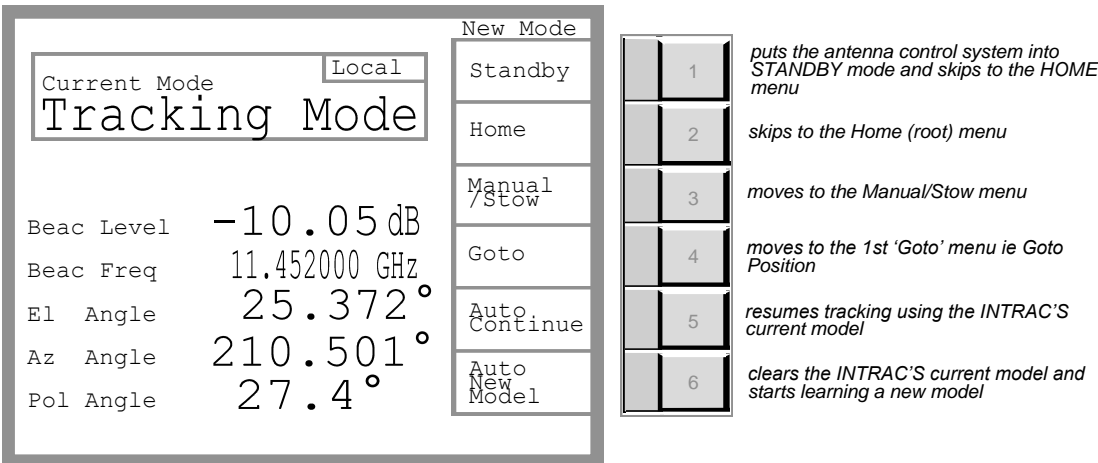 New Mode
Local
Current Mode
Tracking Mode
Beac Level -10.05 dB
Beac Freq 11.452000 GHz
El Angle 25.372°
Az Angle 210.501°
Pol Angle 27.4°
Standby
Home
Manual
/Stow
Goto
Auto
Continue
Auto
New
Model
1
puts the antenna control system into
STANDBY mode and skips to the HOME
menu
2
skips to the Home (root) menu
3
moves to the Manual/Stow menu
4
moves to the 1st ‘Goto’ menu ie Goto
Position
5
resumes tracking using the INTRAC’S
current model
6
clears the INTRAC’S current model and
starts learning a new model